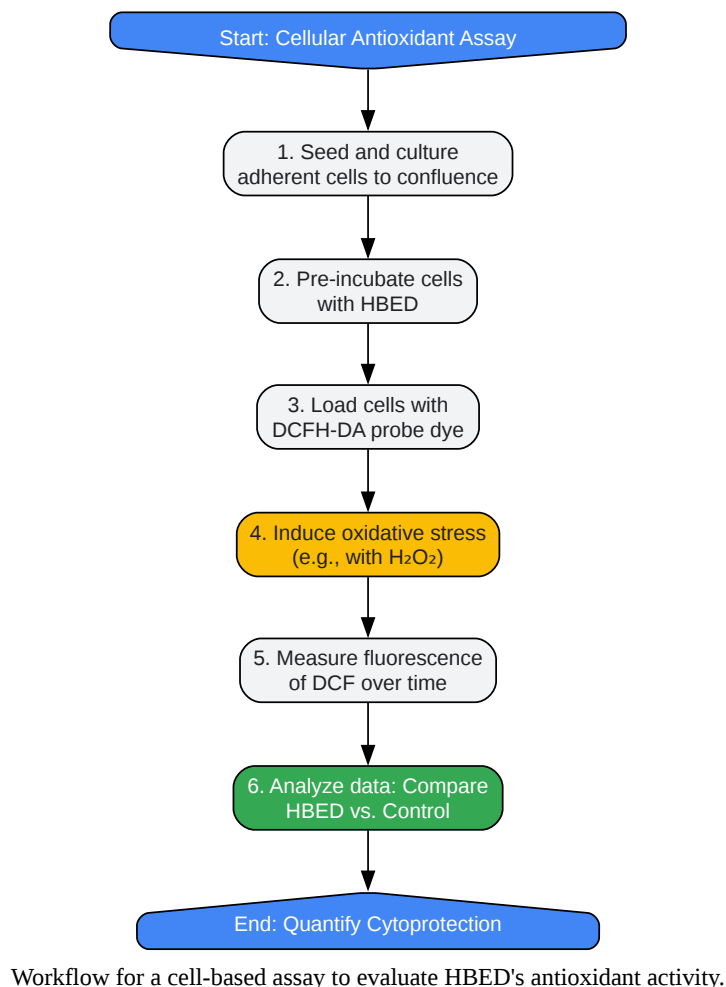 Start: Cellular Antioxidant Assay
1. Seed and culture
adherent cells to confluence
2. Pre-incubate cells
with HBED
3. Load cells with
DCFH-DA probe dye
4. Induce oxidative stress
(e.g., with H₂O₂)
5. Measure fluorescence
of DCF over time
6. Analyze data: Compare
HBED vs. Control
End: Quantify Cytoprotection
Workflow for a cell-based assay to evaluate HBED's antioxidant activity.